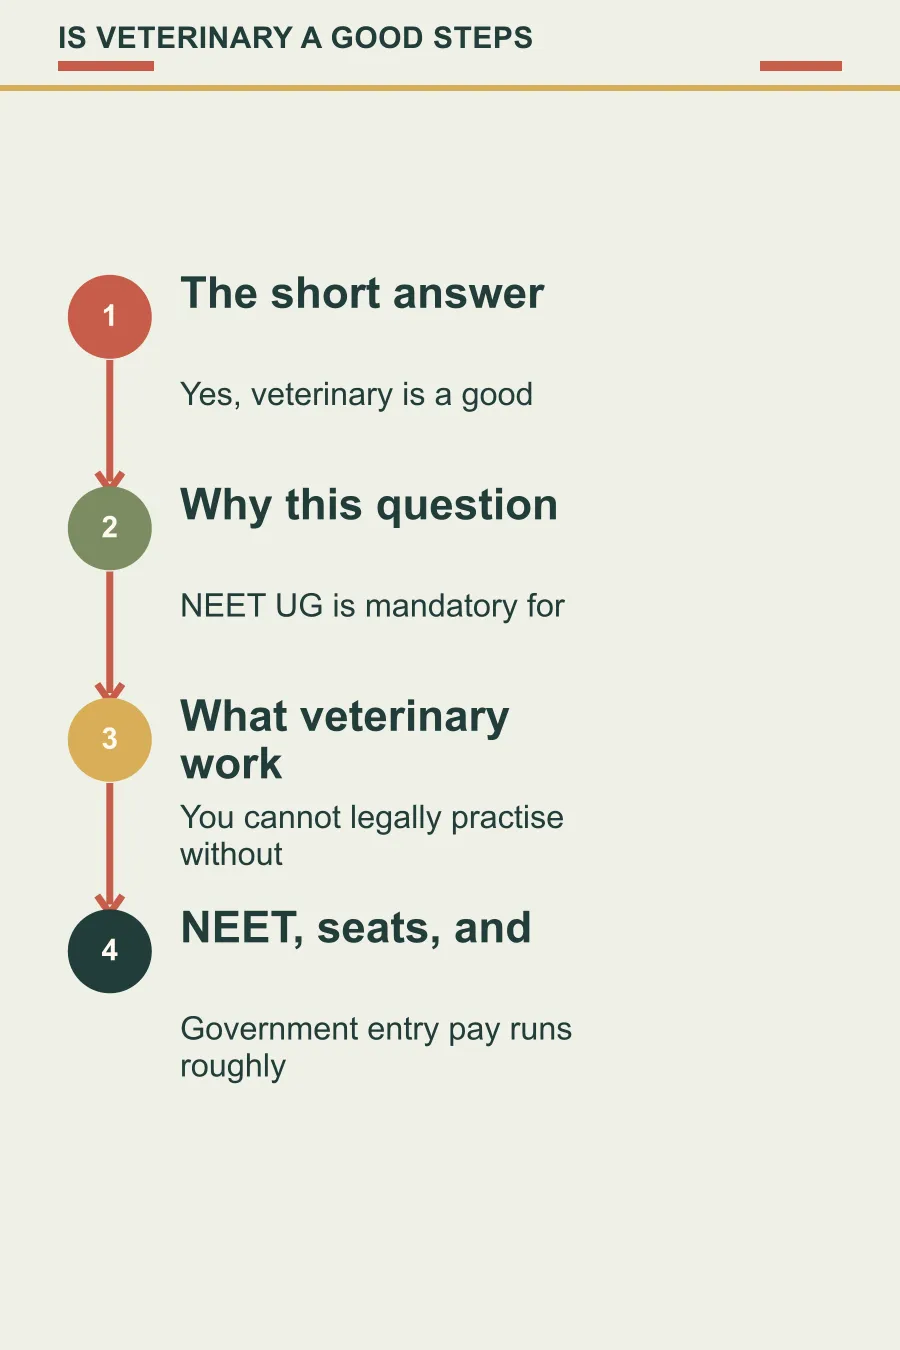 IS VETERINARY A GOOD STEPS
1
The short answer
Yes, veterinary is a good
2
Why this question
NEET UG is mandatory for
3
What veterinary
work
You cannot legally practise
without
4
NEET, seats, and
Government entry pay runs
roughly